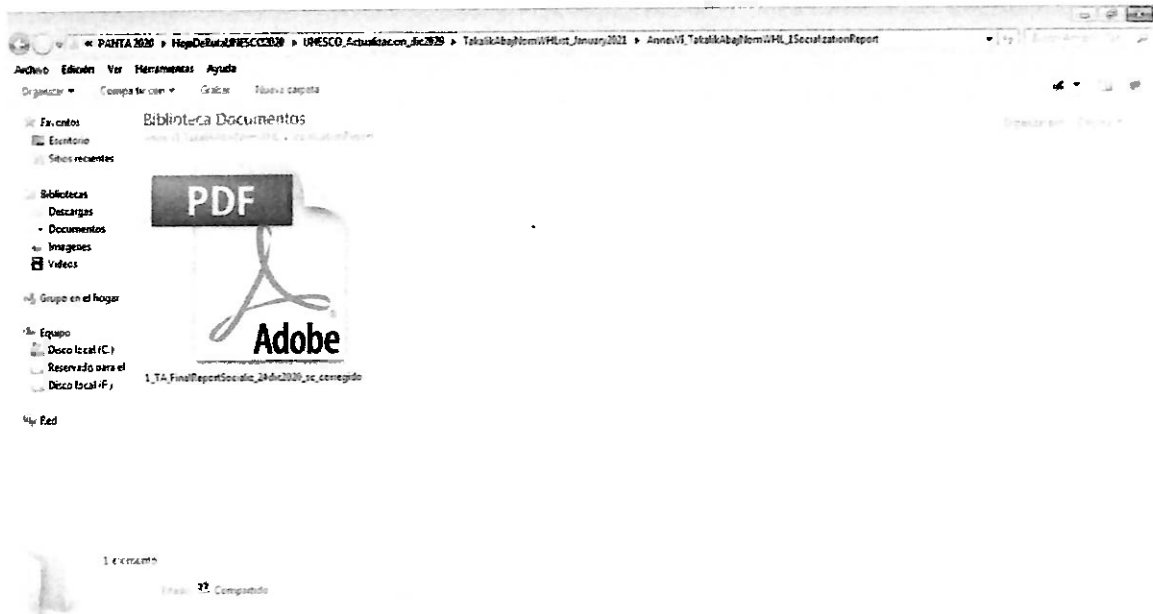 « PANTA 2020 ▸ HojaDeRutaUNESCO2020 ▸ UNESCO_Actualizacion_dic2020 ▸ TakalikAbajNomWHList_January2021 ▸ AnnexVI_TakalikAbajNomWHL_1SocializationReport
Archivo Edición Ver Herramientas Ayuda
Organizar Compartir con Grabar Nueva carpeta
Favoritos
Escritorio
Sitios recientes
Bibliotecas
Descargas
Documentos
Imágenes
Videos
Grupo en el hogar
Equipo
Disco local (C:)
Reservado para el
Disco local (F:)
Red
Biblioteca Documentos
PDF
Adobe
1_TA_FinalReportSocializ_24dic2020_sc_corregido
1 elemento
Compartido